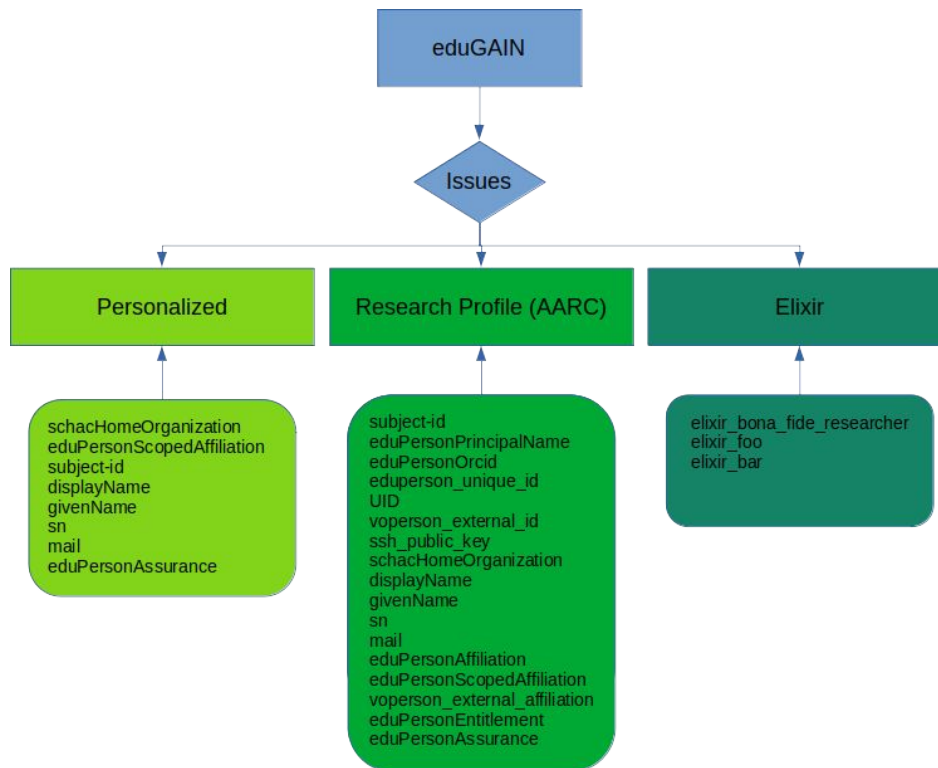 eduGAIN
Issues
Personalized
Research Profile (AARC)
Elixir
schacHomeOrganization
eduPersonScopedAffiliation
subject-id
displayName
givenName
sn
mail
eduPersonAssurance
subject-id
eduPersonPrincipalName
eduPersonOrcid
eduperson_unique_id
UID
voperson_external_id
ssh_public_key
schacHomeOrganization
displayName
givenName
sn
mail
eduPersonAffiliation
eduPersonScopedAffiliation
voperson_external_affiliation
eduPersonEntitlement
eduPersonAssurance
elixir_bona_fide_researcher
elixir_foo
elixir_bar